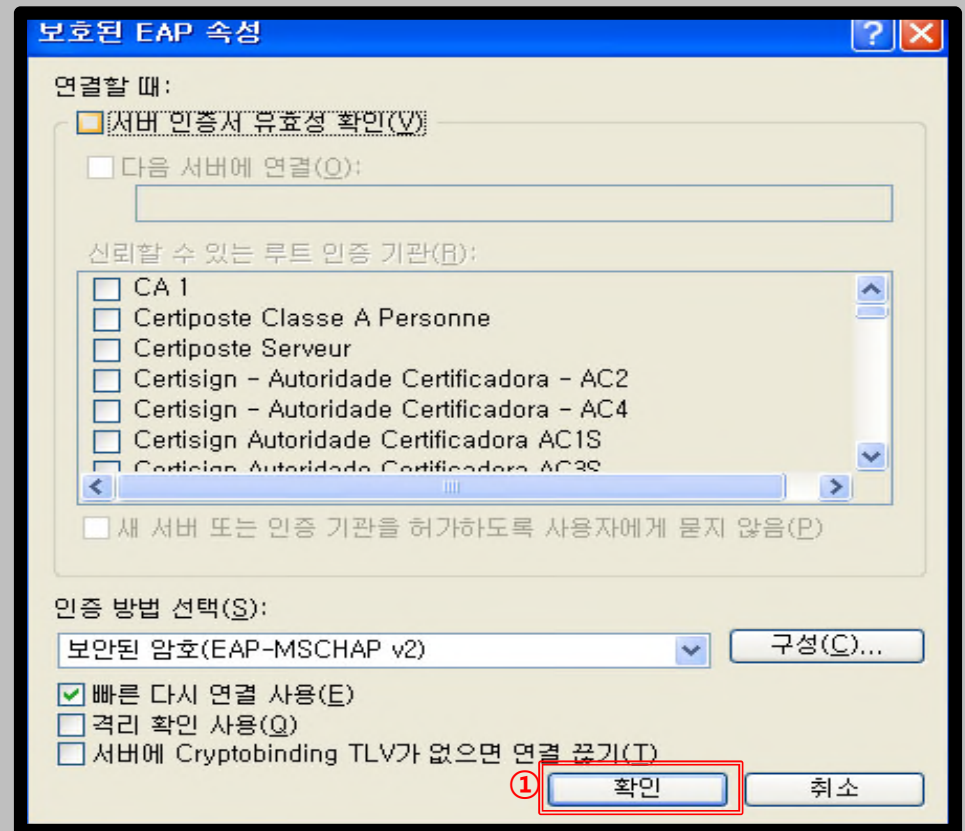 보호된 EAP 속성
연결할 때:
서버 인증서 유효성 확인(V)
다음 서버에 연결(O):
신뢰할 수 있는 루트 인증 기관(R):
CA 1
Certiposte Classe A Personne
Certiposte Serveur
Certisign - Autoridade Certificadora - AC2
Certisign - Autoridade Certificadora - AC4
Certisign Autoridade Certificadora AC1S
Certisign Autoridade Certificadora AC3S
새 서버 또는 인증 기관을 허가하도록 사용자에게 묻지 않음(P)
인증 방법 선택(S):
보안된 암호(EAP-MSCHAP v2)
구성(C)...
빠른 다시 연결 사용(E)
격리 확인 사용(Q)
서버에 Cryptobinding TLV가 없으면 연결 끊기(T)
① 확인
취소